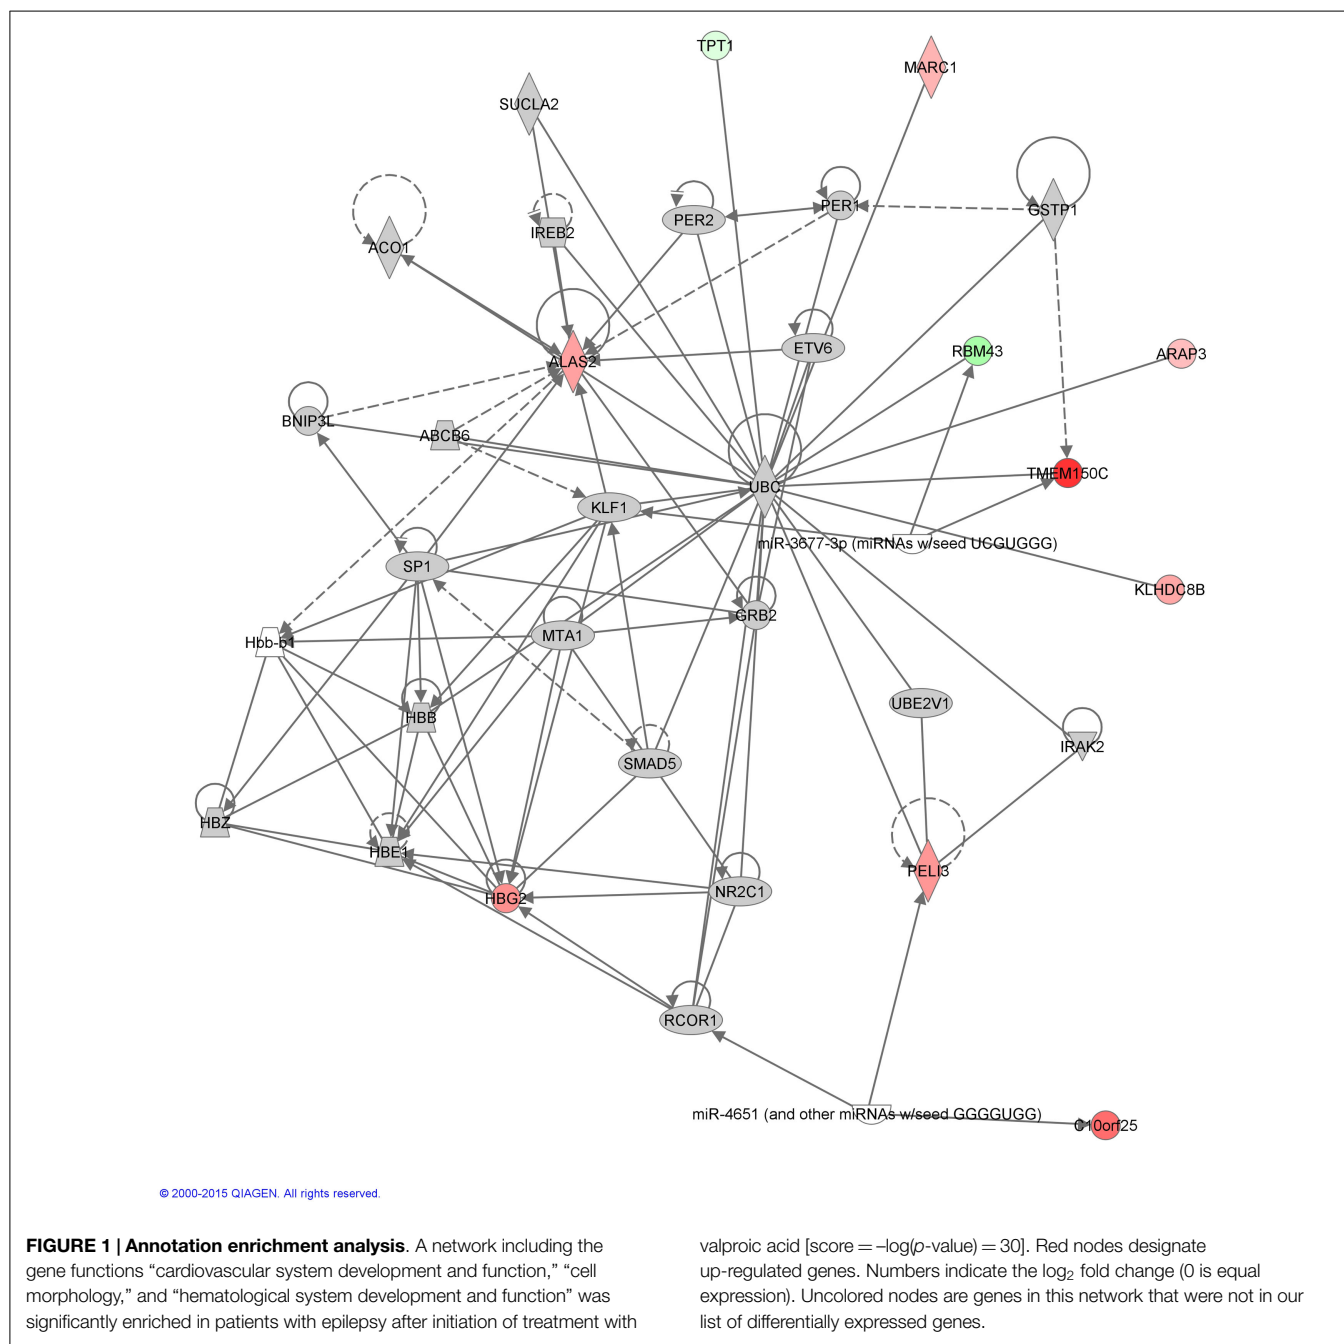 TPT1
MARC1
SUCLA2
PER2
PER1
GSTP1
IREB2
ACO1
ETV6
RBM43
ARAP3
ALAS2
BNIP3L
ABCB6
TMEM150C
UBC
KLF1
miR-3677-3p (miRNAs w/seed UCGUGGG)
SP1
KLHDC8B
GRB2
Hbb-b1
MTA1
UBE2V1
HBB
IRAK2
SMAD5
HBZ
HBE1
PELI3
NR2C1
HBG2
RCOR1
miR-4651 (and other miRNAs w/seed GGGGUGG)
C10orf25
© 2000-2015 QIAGEN. All rights reserved.
FIGURE 1 | Annotation enrichment analysis. A network including the
gene functions “cardiovascular system development and function,” “cell
morphology,” and “hematological system development and function” was
significantly enriched in patients with epilepsy after initiation of treatment with
valproic acid [score = –log(p-value) = 30]. Red nodes designate
up-regulated genes. Numbers indicate the log2 fold change (0 is equal
expression). Uncolored nodes are genes in this network that were not in our
list of differentially expressed genes.